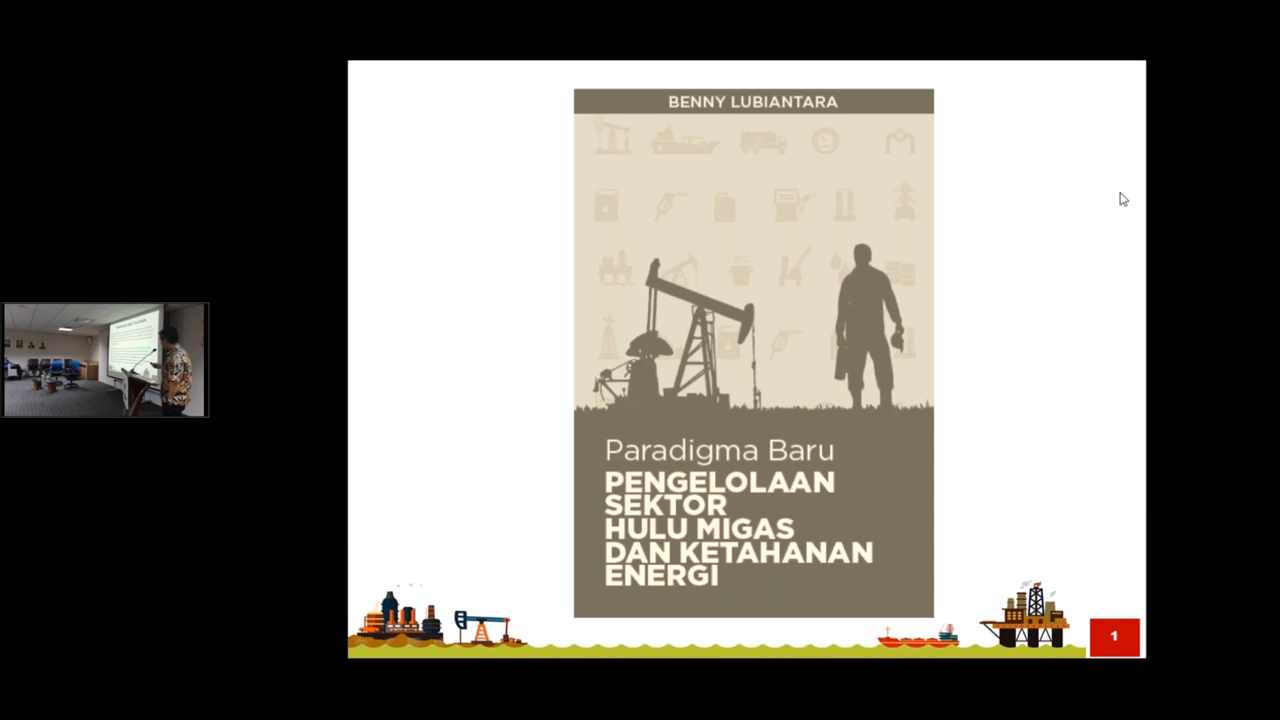 BENNY LUBIANTARA
Paradigma Baru
PENGELOLAAN
SEKTOR
HULU MIGAS
DAN KETAHANAN
ENERGI
1